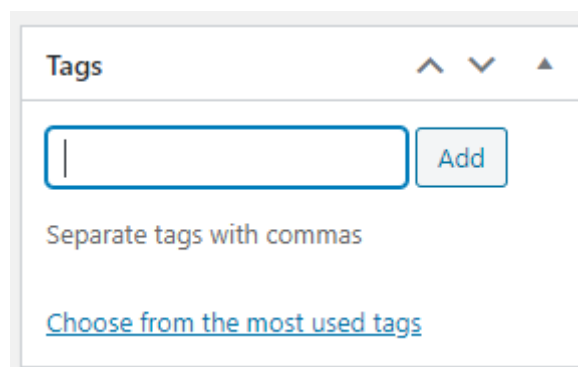 Tags
Add
Separate tags with commas
Choose from the most used tags